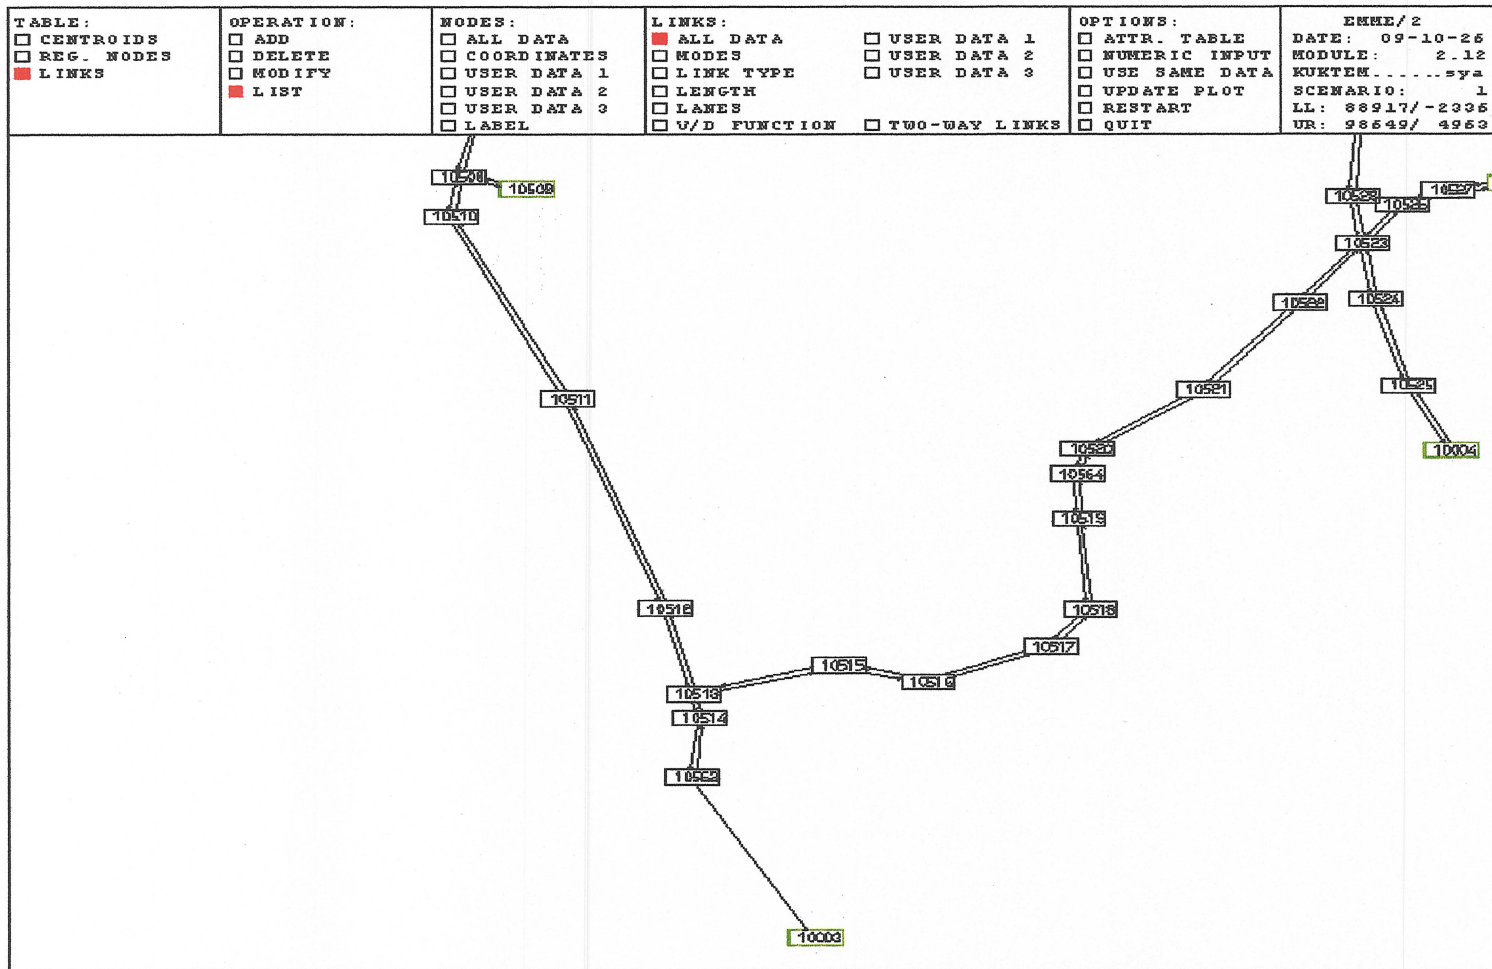 TABLE:
CENTROIDS
REG. NODES
LINKS
OPERATION:
ADD
DELETE
MODIFY
LIST
NODES:
ALL DATA
COORDINATES
USER DATA 1
USER DATA 2
USER DATA 3
LABEL
LINKS:
ALL DATA
MODES
LINK TYPE
LENGTH
LANES
V/D FUNCTION
USER DATA 1
USER DATA 2
USER DATA 3
TWO-WAY LINKS
OPTIONS:
ATTR. TABLE
NUMERIC INPUT
USE SAME DATA
UPDATE PLOT
RESTART
QUIT
EMME/2
DATE: 09-10-26
MODULE: 2.12
KUKTEM......sya
SCENARIO: 1
LL: 88917/-2336
UR: 98649/ 4963
10508
10509
10510
10527
10526
10523
10522
10524
10511
10521
10525
10520
10004
10564
10519
10518
10517
10515
10516
10513
10514
10003